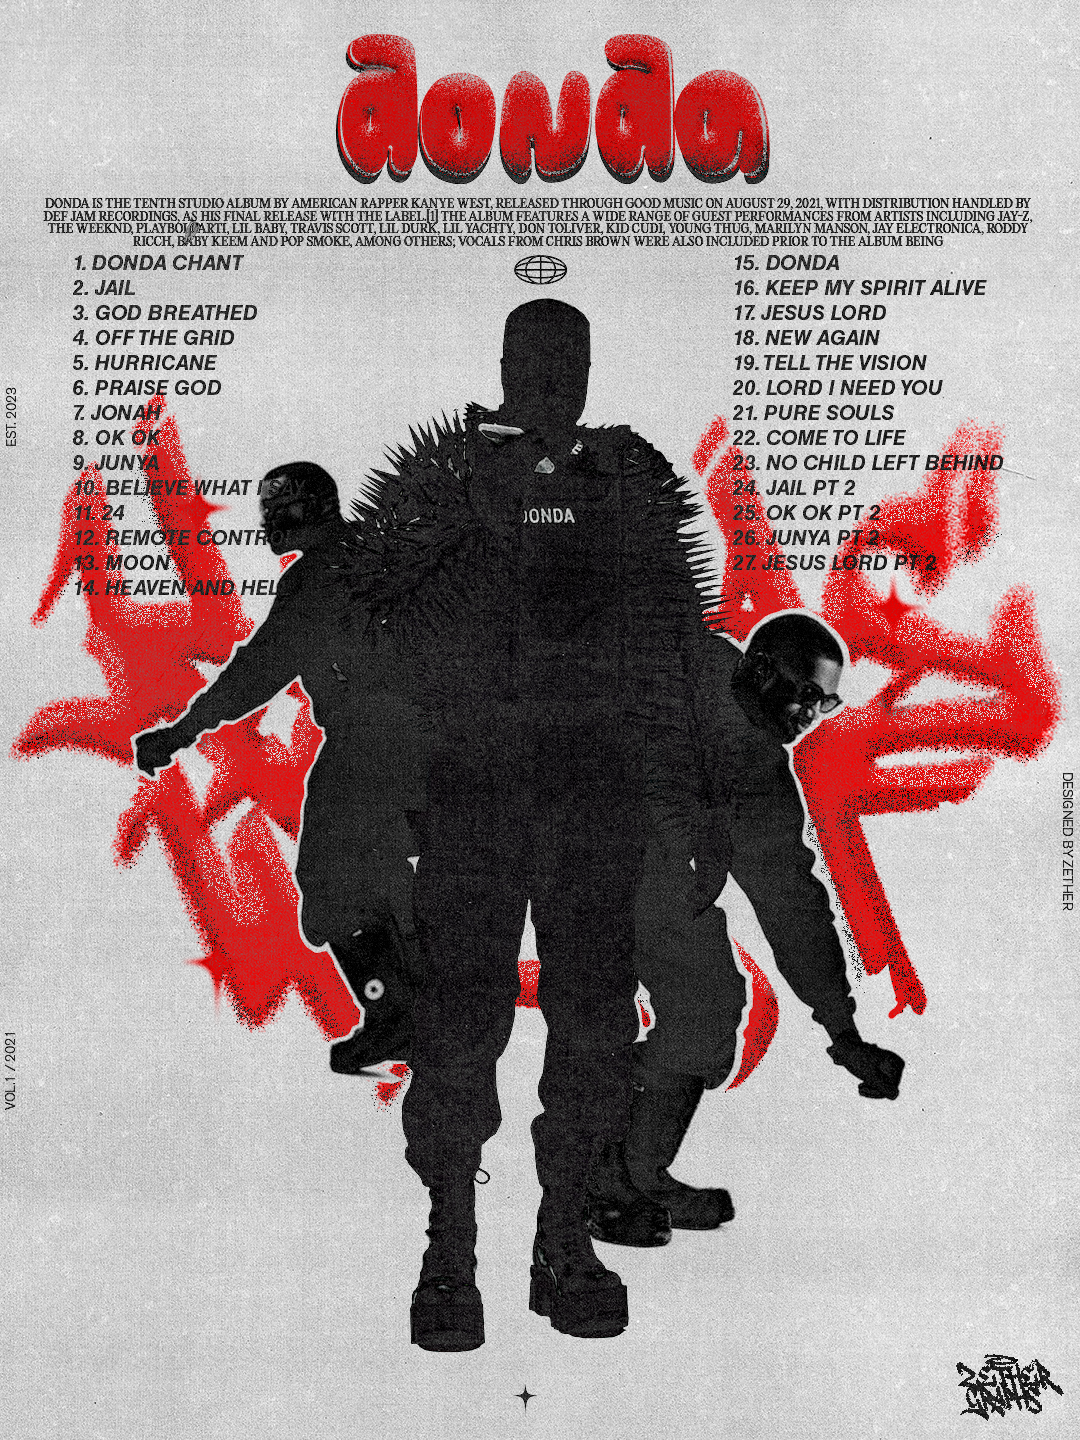 donda
DONDA IS THE TENTH STUDIO ALBUM BY AMERICAN RAPPER KANYE WEST, RELEASED THROUGH GOOD MUSIC ON AUGUST 29, 2021, WITH DISTRIBUTION HANDLED BY
DEF JAM RECORDINGS, AS HIS FINAL RELEASE WITH THE LABEL.[1] THE ALBUM FEATURES A WIDE RANGE OF GUEST PERFORMANCES FROM ARTISTS INCLUDING JAY-Z,
THE WEEKND, PLAYBOI CARTI, LIL BABY, TRAVIS SCOTT, LIL DURK, LIL YACHTY, DON TOLIVER, KID CUDI, YOUNG THUG, MARILYN MANSON, JAY ELECTRONICA, RODDY
RICCH, BABY KEEM AND POP SMOKE, AMONG OTHERS; VOCALS FROM CHRIS BROWN WERE ALSO INCLUDED PRIOR TO THE ALBUM BEING
1. DONDA CHANT
2. JAIL
3. GOD BREATHED
4. OFF THE GRID
5. HURRICANE
6. PRAISE GOD
7. JONAH
8. OK OK
9. JUNYA
10. BELIEVE WHAT I SAY
11. 24
12. REMOTE CONTROL
13. MOON
14. HEAVEN AND HELL
15. DONDA
16. KEEP MY SPIRIT ALIVE
17. JESUS LORD
18. NEW AGAIN
19. TELL THE VISION
20. LORD I NEED YOU
21. PURE SOULS
22. COME TO LIFE
23. NO CHILD LEFT BEHIND
24. JAIL PT 2
25. OK OK PT 2
26. JUNYA PT 2
27. JESUS LORD PT 2
EST. 2023
DONDA
DESIGNED BY ZETHER
VOL.1 / 2021
ZETHER